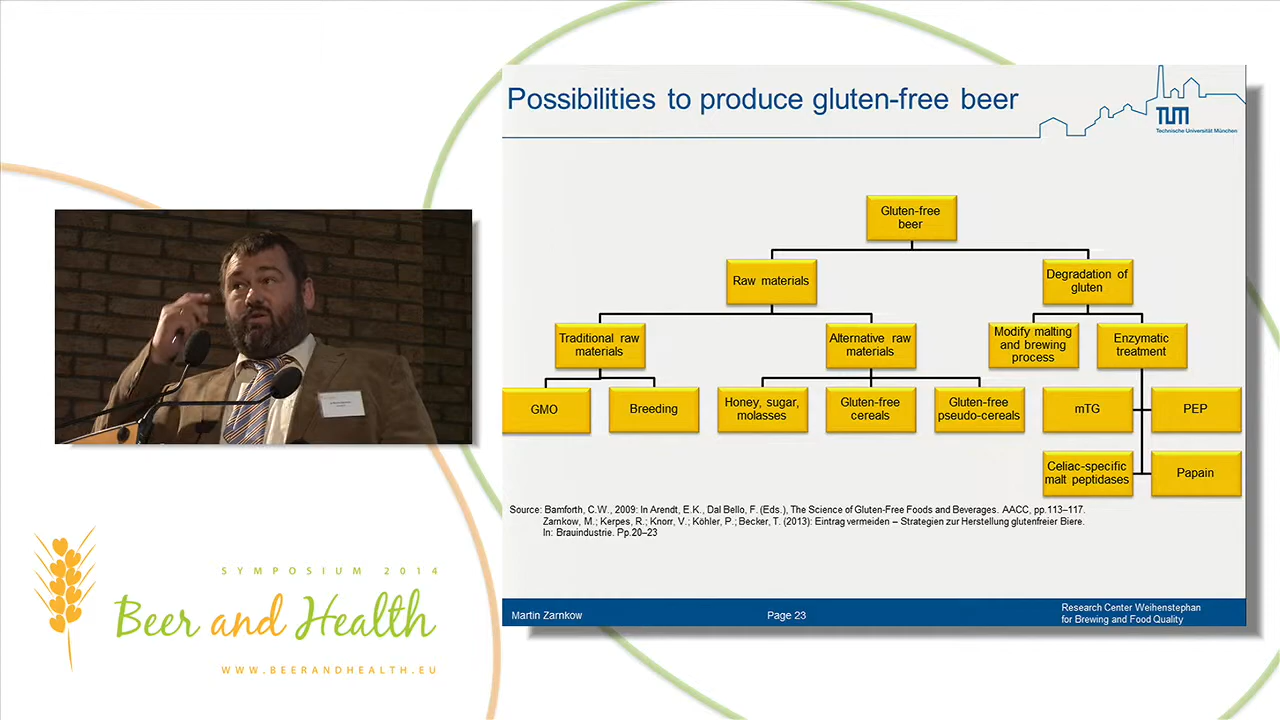 Possibilities to produce gluten-free beer
TUM
Technische Universität München
Gluten-free
beer
Raw materials
Degradation of
gluten
Traditional raw
materials
Alternative raw
materials
Modify malting
and brewing
process
Enzymatic
treatment
GMO
Breeding
Honey, sugar,
molasses
Gluten-free
cereals
Gluten-free
pseudo-cereals
mTG
PEP
Celiac-specific
malt peptidases
Papain
Source: Bamforth, C.W., 2009: In Arendt, E.K., Dal Bello, F. (Eds.), The Science of Gluten-Free Foods and Beverages. AACC, pp.113–117.
Zarnkow, M.; Kerpes, R.; Knorr, V.; Köhler, P.; Becker, T. (2013): Eintrag vermeiden – Strategien zur Herstellung glutenfreier Biere.
In: Brauindustrie. Pp.20–23
Martin Zarnkow
Page 23
Research Center Weihenstephan
for Brewing and Food Quality
SYMPOSIUM 2014
Beer and Health
WWW.BEERANDHEALTH.EU